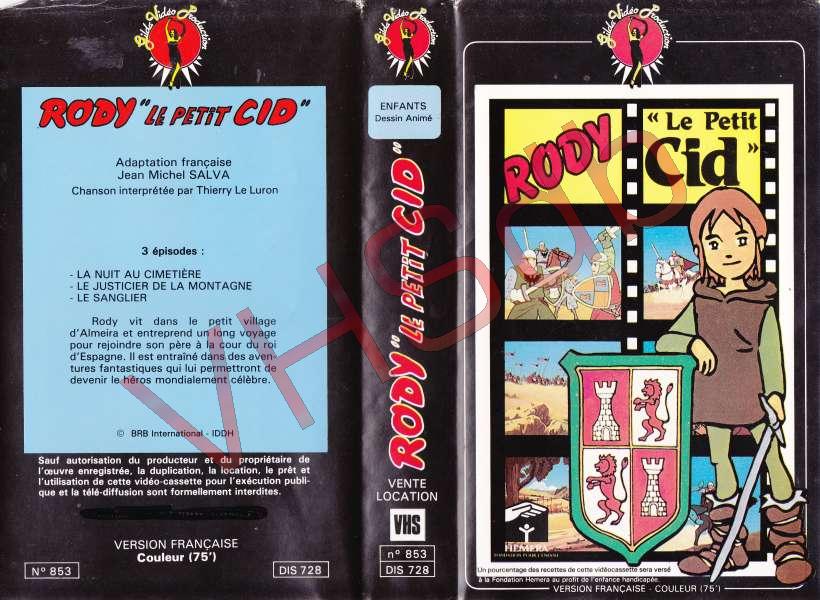 Gilda Vidéo Production
RODY "LE PETIT CID"
Adaptation française
Jean Michel SALVA
Chanson interprétée par Thierry Le Luron
3 épisodes :
- LA NUIT AU CIMETIÈRE
- LE JUSTICIER DE LA MONTAGNE
- LE SANGLIER
Rody vit dans le petit village
d'Almeira et entreprend un long voyage
pour rejoindre son père à la cour du roi
d'Espagne. Il est entraîné dans des aven-
tures fantastiques qui lui permettront de
devenir le héros mondialement célèbre.
© BRB International - IDDH
Sauf autorisation du producteur et du propriétaire de
l'œuvre enregistrée, la duplication, la location, le prêt et
l'utilisation de cette vidéo-cassette pour l'exécution publi-
que et la télé-diffusion sont formellement interdites.
VERSION FRANÇAISE
Couleur (75')
N° 853
DIS 728
Gilda Vidéo Production
ENFANTS
Dessin Animé
RODY "LE PETIT CID"
VENTE
LOCATION
VHS
n° 853
DIS 728
Gilda Vidéo Production
RODY
"Le Petit
Cid"
HEMERA
Un pourcentage des recettes de cette vidéocassette sera versé
à la Fondation Hemera au profit de l'enfance handicapée.
VERSION FRANÇAISE - COULEUR (75')
VHSdb